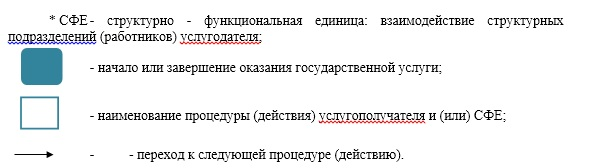 * СФЕ - структурно - функциональная единица: взаимодействие структурных
подразделений (работников) услугодателя;
- начало или завершение оказания государственной услуги;
- наименование процедуры (действия) услугополучателя и (или) СФЕ;
- - переход к следующей процедуре (действию).